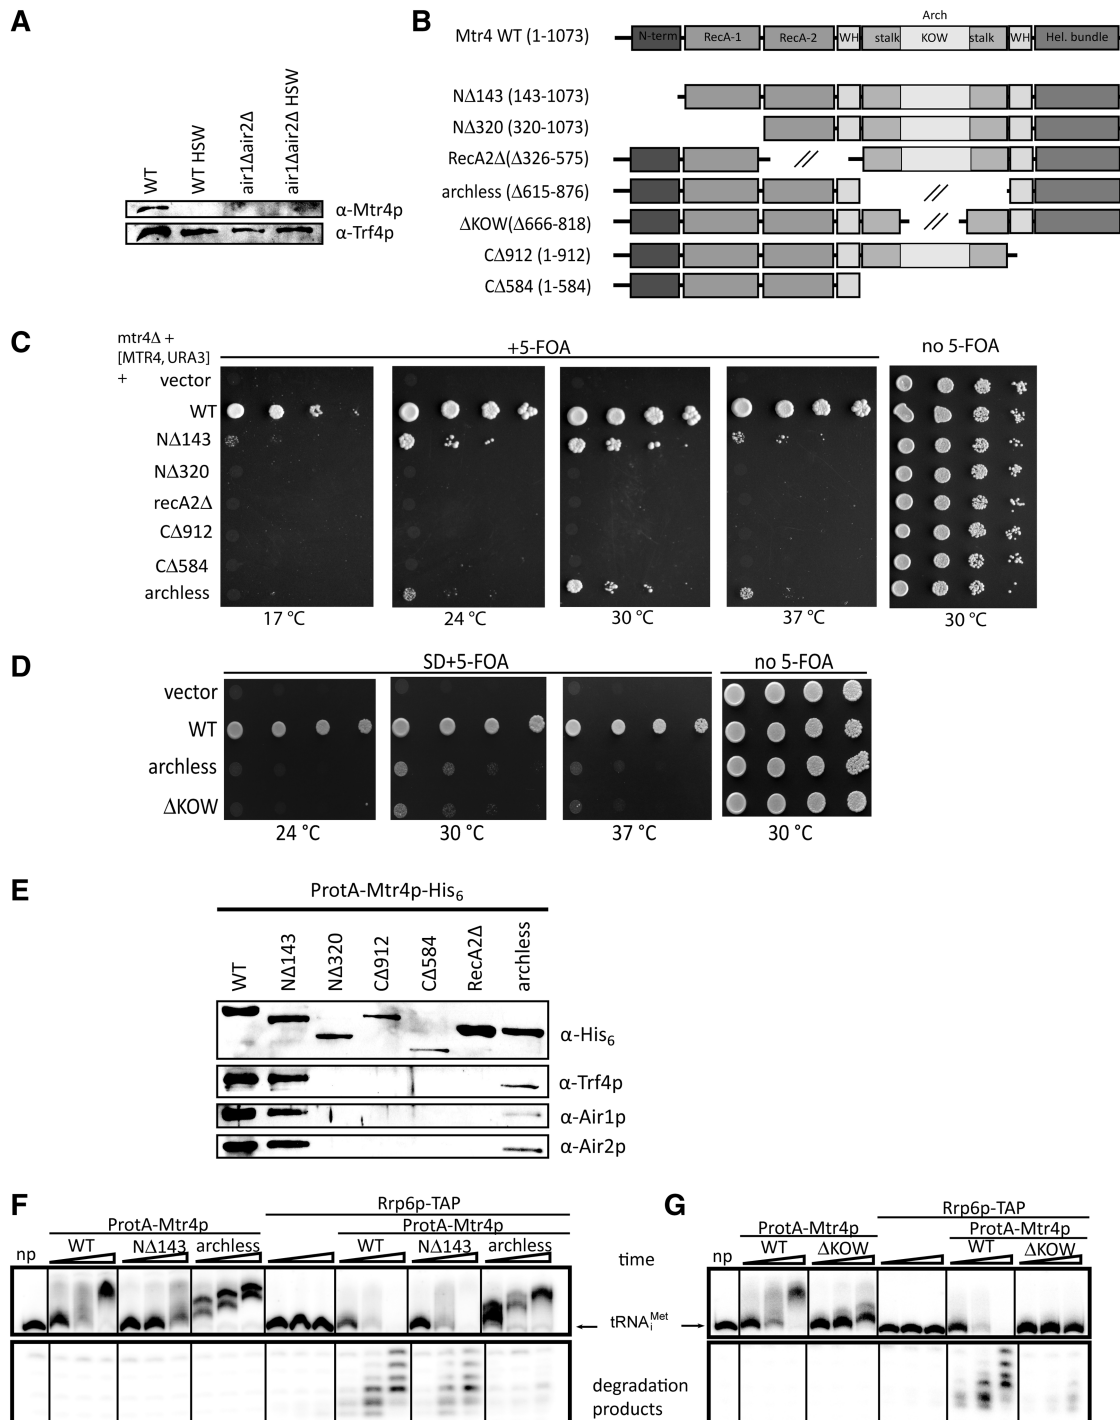 A
WT
WT HSW
air1Δair2Δ
air1Δair2Δ HSW
α-Mtr4p
α-Trf4p
B
Arch
Mtr4 WT (1-1073)
N-term RecA-1 RecA-2 WH stalk KOW stalk WH Hel. bundle
NΔ143 (143-1073)
NΔ320 (320-1073)
RecA2Δ(Δ326-575)
archless (Δ615-876)
ΔKOW(Δ666-818)
CΔ912 (1-912)
CΔ584 (1-584)
C
mtr4Δ +
[MTR4, URA3]
+
+5-FOA
no 5-FOA
vector
WT
NΔ143
NΔ320
recA2Δ
CΔ912
CΔ584
archless
17 °C 24 °C 30 °C 37 °C 30 °C
D
SD+5-FOA
no 5-FOA
vector
WT
archless
ΔKOW
24 °C 30 °C 37 °C 30 °C
E
ProtA-Mtr4p-His6
WT
NΔ143
NΔ320
CΔ912
CΔ584
RecA2Δ
archless
α-His6
α-Trf4p
α-Air1p
α-Air2p
F
Rrp6p-TAP
ProtA-Mtr4p ProtA-Mtr4p
np WT NΔ143 archless WT NΔ143 archless
time
tRNAiMet
degradation
products
G
Rrp6p-TAP
ProtA-Mtr4p ProtA-Mtr4p
np WT ΔKOW WT ΔKOW